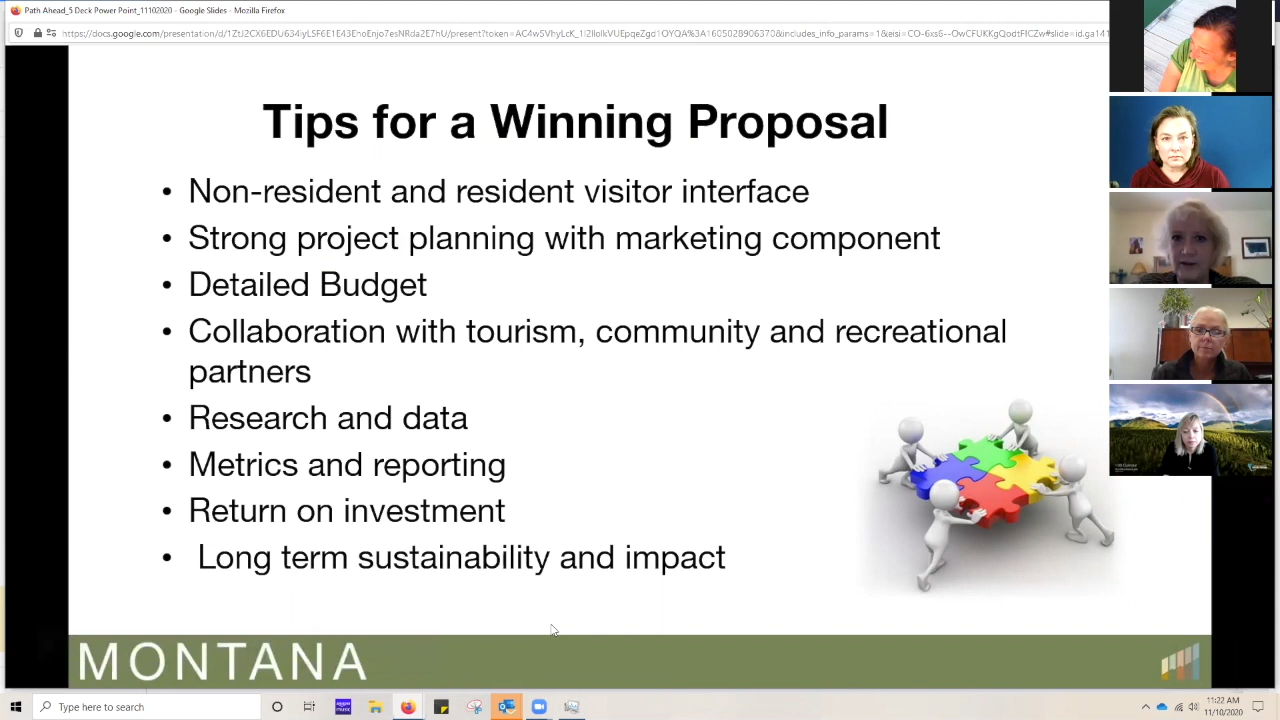 Path Ahead_5 Deck Power Point_11102020 - Google Slides - Mozilla Firefox
Tips for a Winning Proposal
• Non-resident and resident visitor interface
• Strong project planning with marketing component
• Detailed Budget
• Collaboration with tourism, community and recreational
partners
• Research and data
• Metrics and reporting
• Return on investment
• Long term sustainability and impact
MONTANA
Type here to search
11:22 AM
11/10/2020